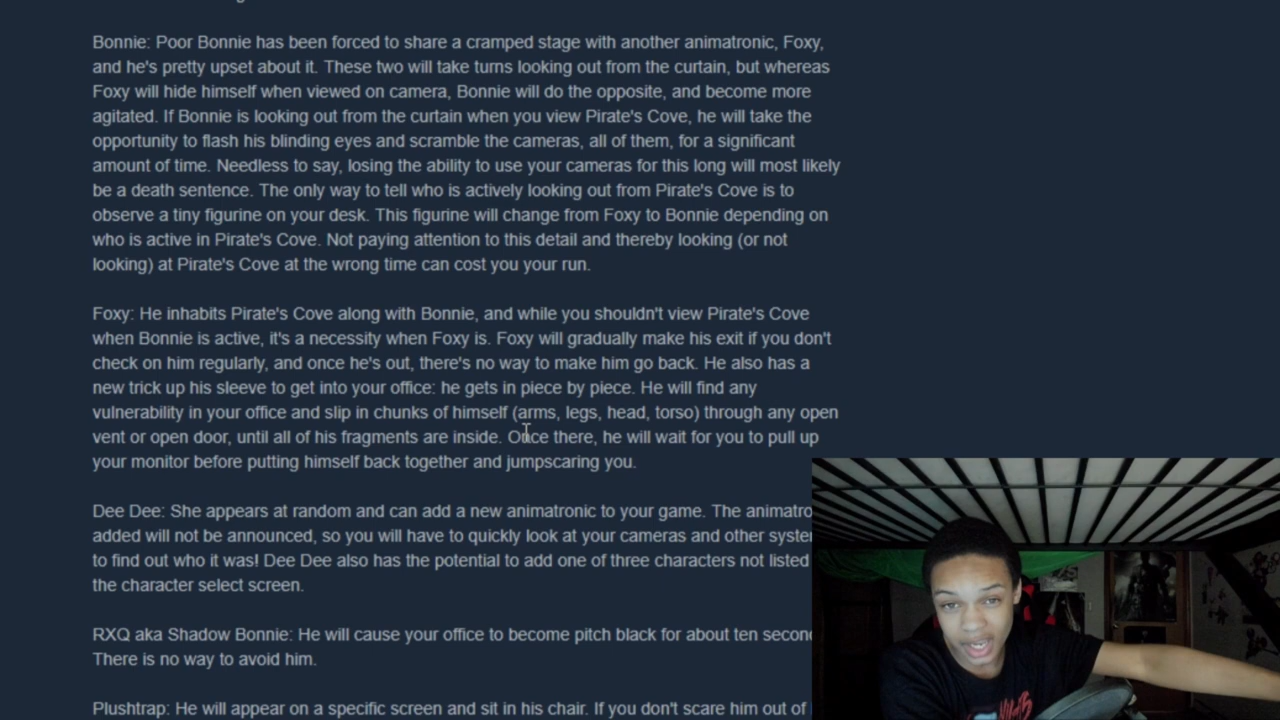 Bonnie: Poor Bonnie has been forced to share a cramped stage with another animatronic, Foxy,
and he's pretty upset about it. These two will take turns looking out from the curtain, but whereas
Foxy will hide himself when viewed on camera, Bonnie will do the opposite, and become more
agitated. If Bonnie is looking out from the curtain when you view Pirate's Cove, he will take the
opportunity to flash his blinding eyes and scramble the cameras, all of them, for a significant
amount of time. Needless to say, losing the ability to use your cameras for this long will most likely
be a death sentence. The only way to tell who is actively looking out from Pirate's Cove is to
observe a tiny figurine on your desk. This figurine will change from Foxy to Bonnie depending on
who is active in Pirate's Cove. Not paying attention to this detail and thereby looking (or not
looking) at Pirate's Cove at the wrong time can cost you your run.
Foxy: He inhabits Pirate's Cove along with Bonnie, and while you shouldn't view Pirate's Cove
when Bonnie is active, it's a necessity when Foxy is. Foxy will gradually make his exit if you don't
check on him regularly, and once he's out, there's no way to make him go back. He also has a
new trick up his sleeve to get into your office: he gets in piece by piece. He will find any
vulnerability in your office and slip in chunks of himself (arms, legs, head, torso) through any open
vent or open door, until all of his fragments are inside. Once there, he will wait for you to pull up
your monitor before putting himself back together and jumpscaring you.
Dee Dee: She appears at random and can add a new animatronic to your game. The animatro
added will not be announced, so you will have to quickly look at your cameras and other syste
to find out who it was! Dee Dee also has the potential to add one of three characters not listed
the character select screen.
RXQ aka Shadow Bonnie: He will cause your office to become pitch black for about ten secon
There is no way to avoid him.
Plushtrap: He will appear on a specific screen and sit in his chair. If you don't scare him out of